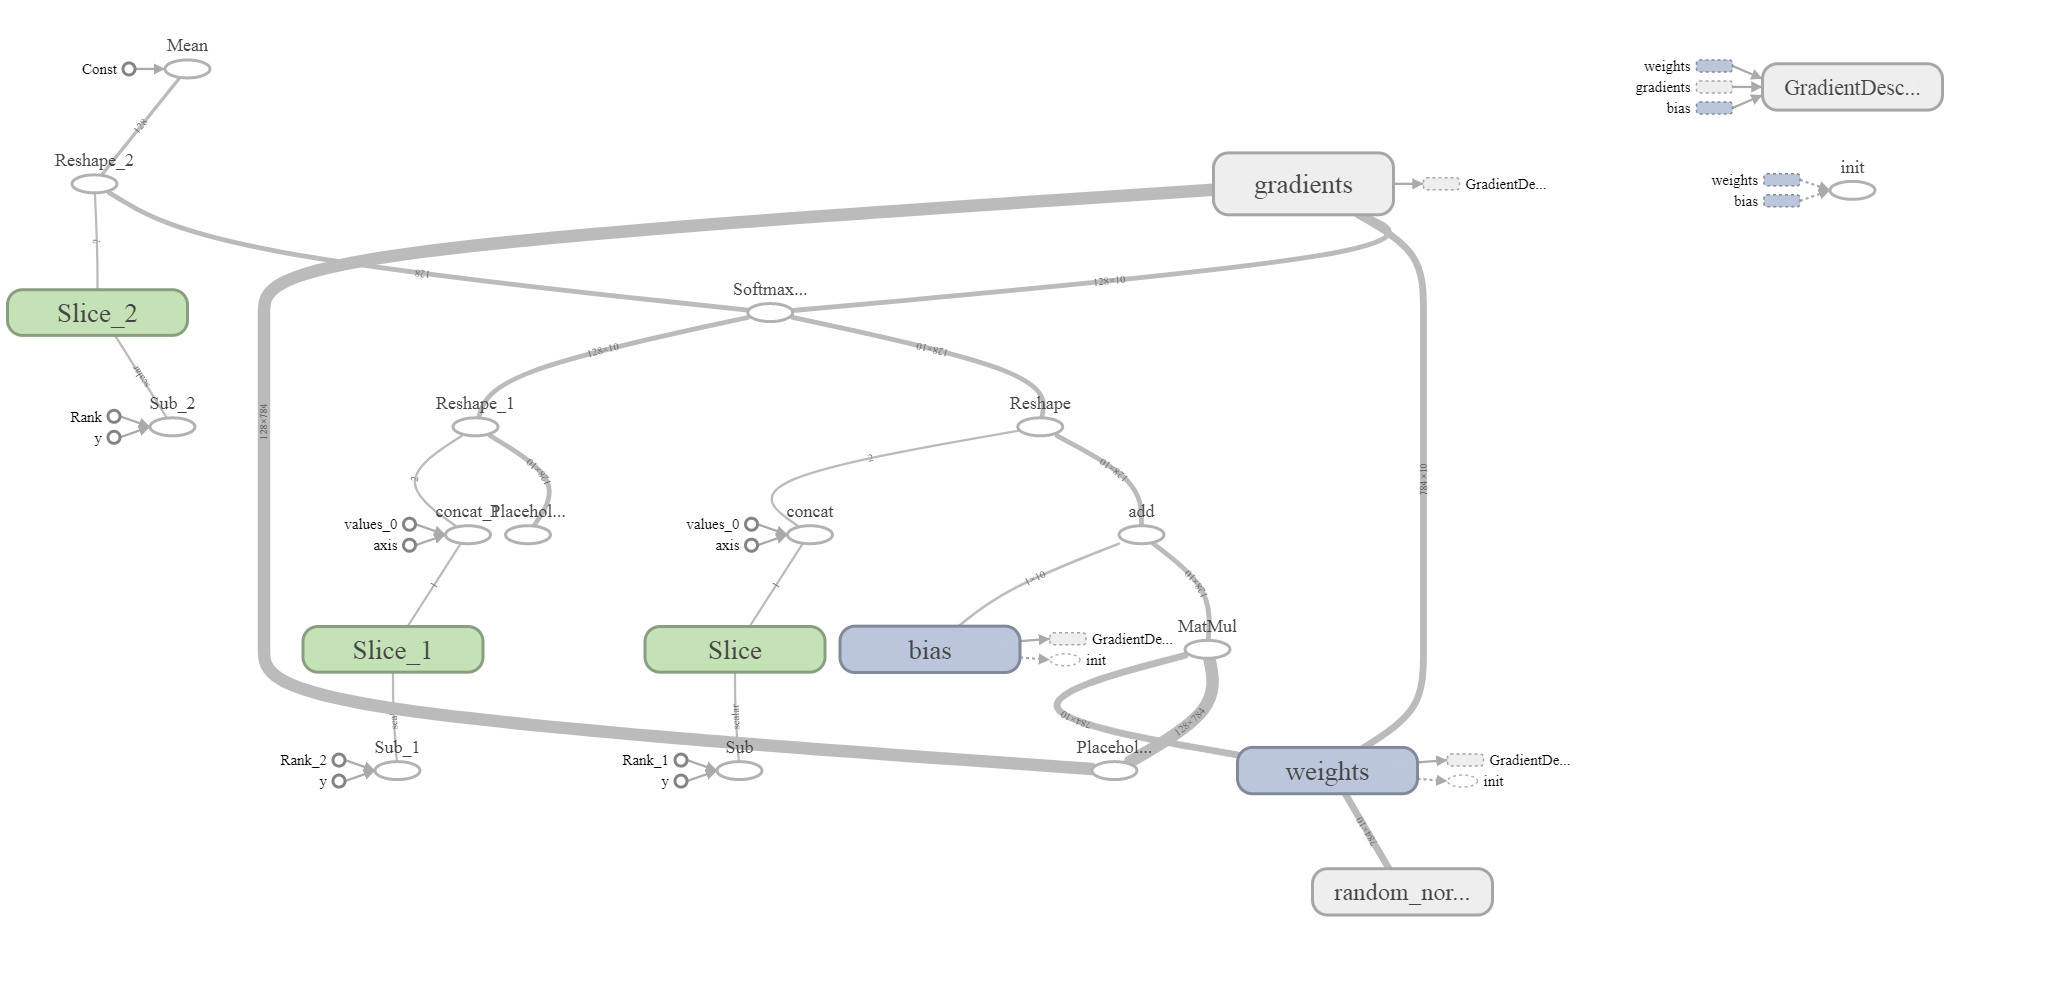 Mean
Const
128
Reshape_2
2
128
Slice_2
scalar
Sub_2
Rank
y
weights
gradients
bias
GradientDesc...
init
weights
bias
gradients
GradientDe...
128×10
Softmax...
128×10
128×10
128×784
Reshape_1
Reshape
2
128×10
2
128×10
784×10
concat_1
Placehol...
values_0
axis
concat
values_0
axis
add
1
1
1×10
128×10
MatMul
Slice_1
Slice
bias
GradientDe...
init
784×10
128×784
scalar
Sub_1
Rank_2
y
Sub
Rank_1
y
Placehol...
weights
GradientDe...
init
784×10
random_nor...